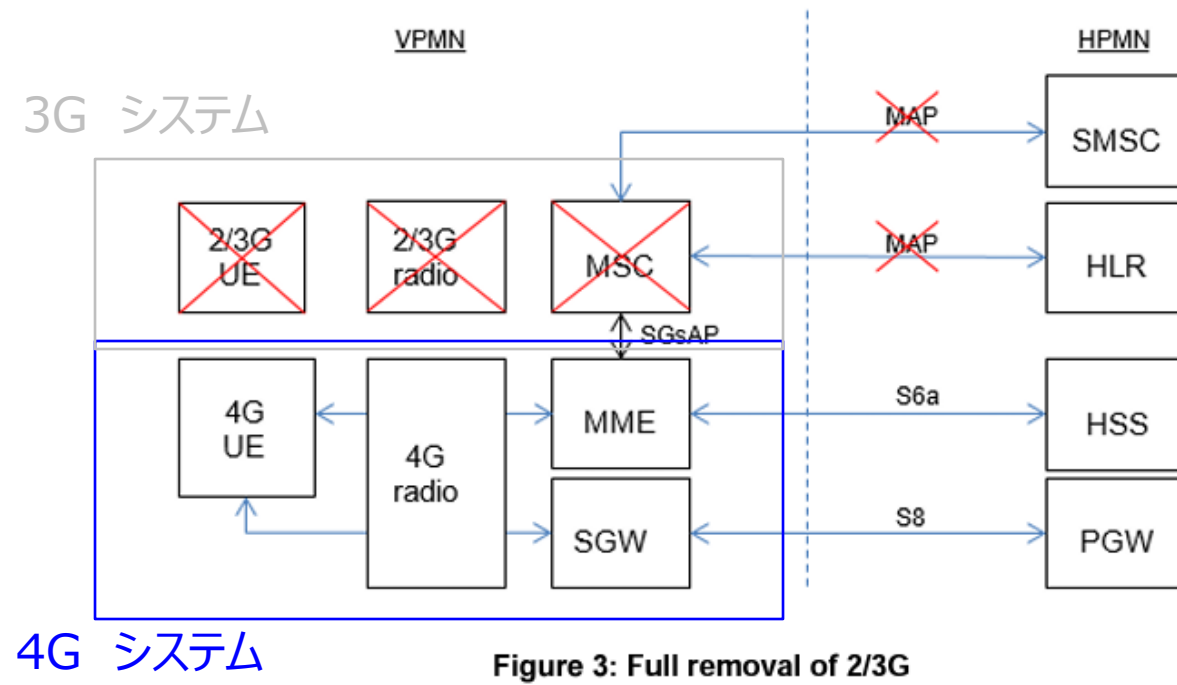 VPMN
HPMN
3G システム
MAP
SMSC
2/3G
UE
2/3G
radio
MSC
MAP
HLR
SGsAP
4G
UE
4G
radio
MME
S6a
HSS
SGW
S8
PGW
4G システム
Figure 3: Full removal of 2/3G